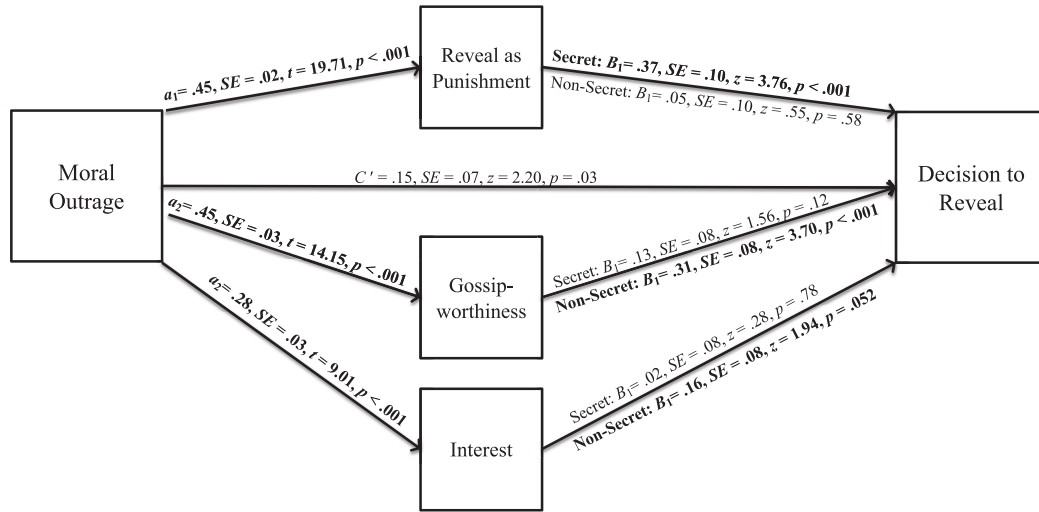 a₁= .45, SE = .02, t = 19.71, p < .001
Reveal as
Punishment
Secret: B₁= .37, SE = .10, z = 3.76, p < .001
Non-Secret: B₁= .05, SE = .10, z = .55, p = .58
Moral
Outrage
C' = .15, SE = .07, z = 2.20, p = .03
Decision to
Reveal
a₂= .45, SE = .03, t = 14.15, p < .001
Gossip-
worthiness
Secret: B₁= .13, SE = .08, z = 1.56, p = .12
Non-Secret: B₁= .31, SE = .08, z = 3.70, p < .001
a₂= .28, SE = .03, t = 9.01, p < .001
Interest
Secret: B₁= .02, SE = .08, z = .28, p = .78
Non-Secret: B₁= .16, SE = .08, z = 1.94, p = .052